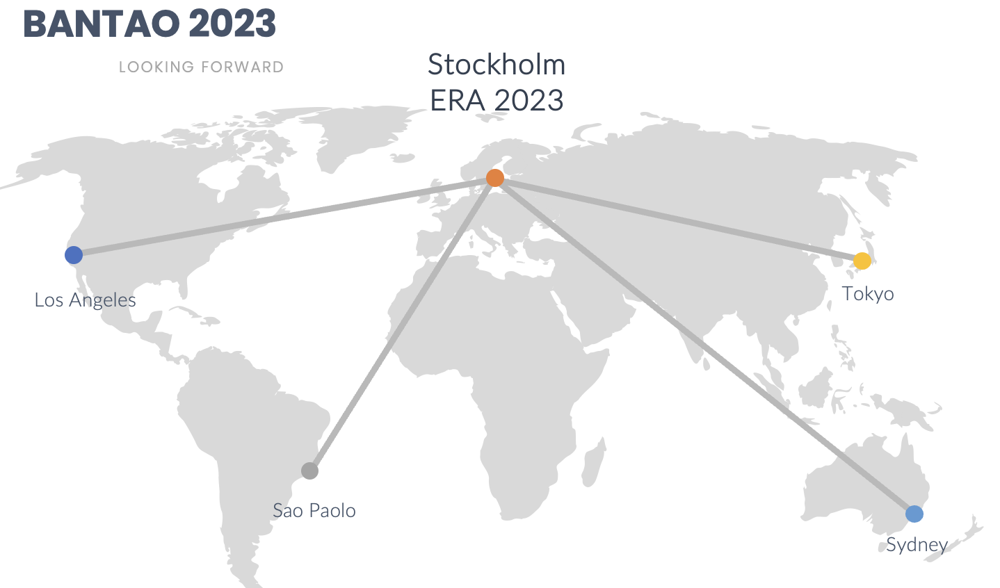 BANTAO 2023
LOOKING FORWARD
Stockholm
ERA 2023
Los Angeles
Tokyo
Sao Paolo
Sydney